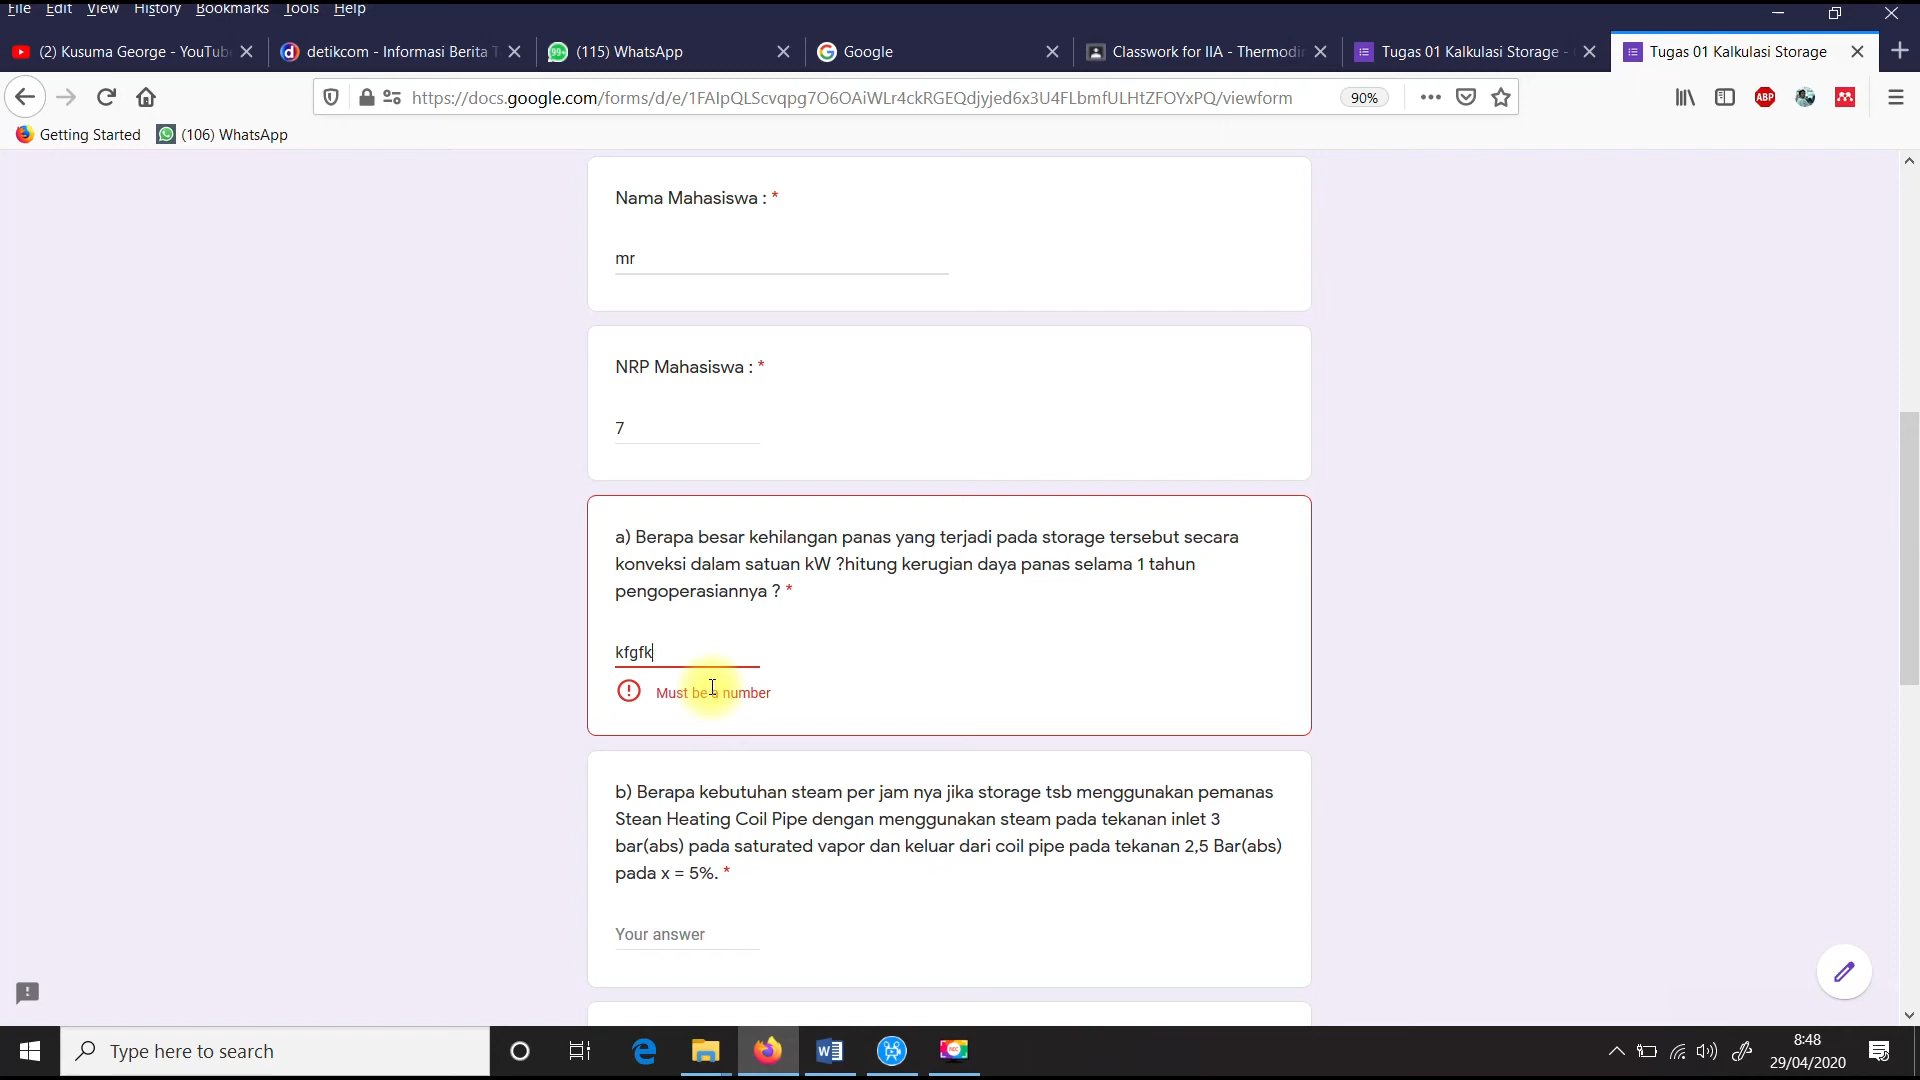 File Edit View History Bookmarks Tools Help
(2) Kusuma George - YouTub
detikcom - Informasi Berita T
99+ (115) WhatsApp
Google
Classwork for IIA - Thermodi
Tugas 01 Kalkulasi Storage -
Tugas 01 Kalkulasi Storage
https://docs.google.com/forms/d/e/1FAIpQLScvqpg7O6OAiWLr4ckRGEQdjyjed6x3U4FLbmfULHtZFOYxPQ/viewform
90%
ABP
Getting Started
(106) WhatsApp
Nama Mahasiswa : *
mr
NRP Mahasiswa : *
7
a) Berapa besar kehilangan panas yang terjadi pada storage tersebut secara
konveksi dalam satuan kW ?hitung kerugian daya panas selama 1 tahun
pengoperasiannya ? *
kfgfk
Must be a number
b) Berapa kebutuhan steam per jam nya jika storage tsb menggunakan pemanas
Stean Heating Coil Pipe dengan menggunakan steam pada tekanan inlet 3
bar(abs) pada saturated vapor dan keluar dari coil pipe pada tekanan 2,5 Bar(abs)
pada x = 5%. *
Your answer
Type here to search
8:48
29/04/2020